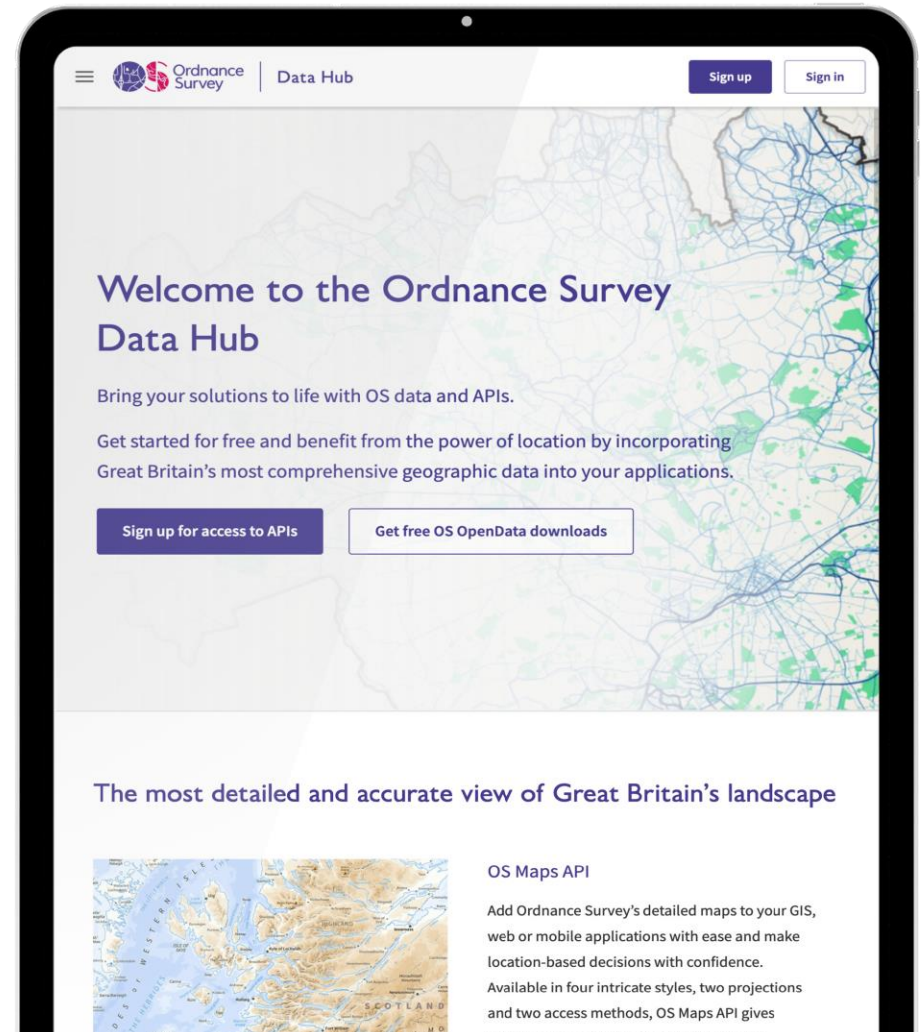 Ordnance
Survey
Data Hub
Sign up
Sign in
Welcome to the Ordnance Survey
Data Hub
Bring your solutions to life with OS data and APIs.
Get started for free and benefit from the power of location by incorporating
Great Britain's most comprehensive geographic data into your applications.
Sign up for access to APIs
Get free OS OpenData downloads
The most detailed and accurate view of Great Britain's landscape
OS Maps API
Add Ordnance Survey's detailed maps to your GIS,
web or mobile applications with ease and make
location-based decisions with confidence.
Available in four intricate styles, two projections
and two access methods, OS Maps API gives
SCOTLAND